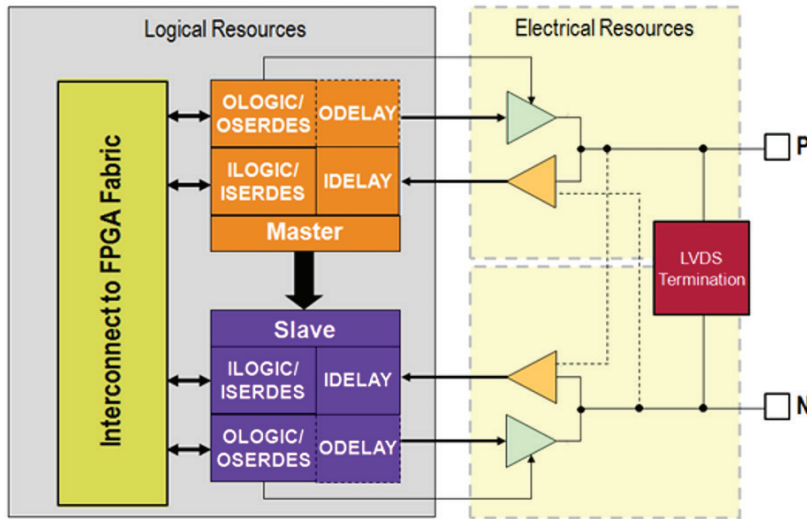 Logical Resources
Electrical Resources
Interconnect to FPGA Fabric
OLOGIC/
OSERDES
ODELAY
ILOGIC/
ISERDES
IDELAY
Master
P
LVDS
Termination
Slave
ILOGIC/
ISERDES
IDELAY
OLOGIC/
OSERDES
ODELAY
N